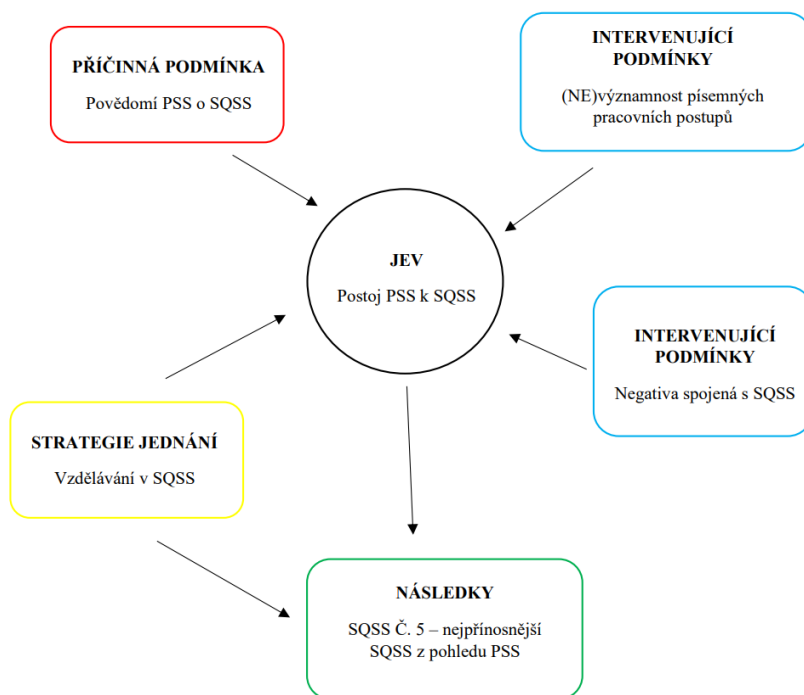 PŘÍČINNÁ PODMÍNKA
Povědomí PSS o SQSS
INTERVENUJÍCÍ
PODMÍNKY
(NE)významnost písemných
pracovních postupů
JEV
Postoj PSS k SQSS
INTERVENUJÍCÍ
PODMÍNKY
Negativa spojená s SQSS
STRATEGIE JEDNÁNÍ
Vzdělávání v SQSS
NÁSLEDKY
SQSS Č. 5 – nejpřínosnější
SQSS z pohledu PSS